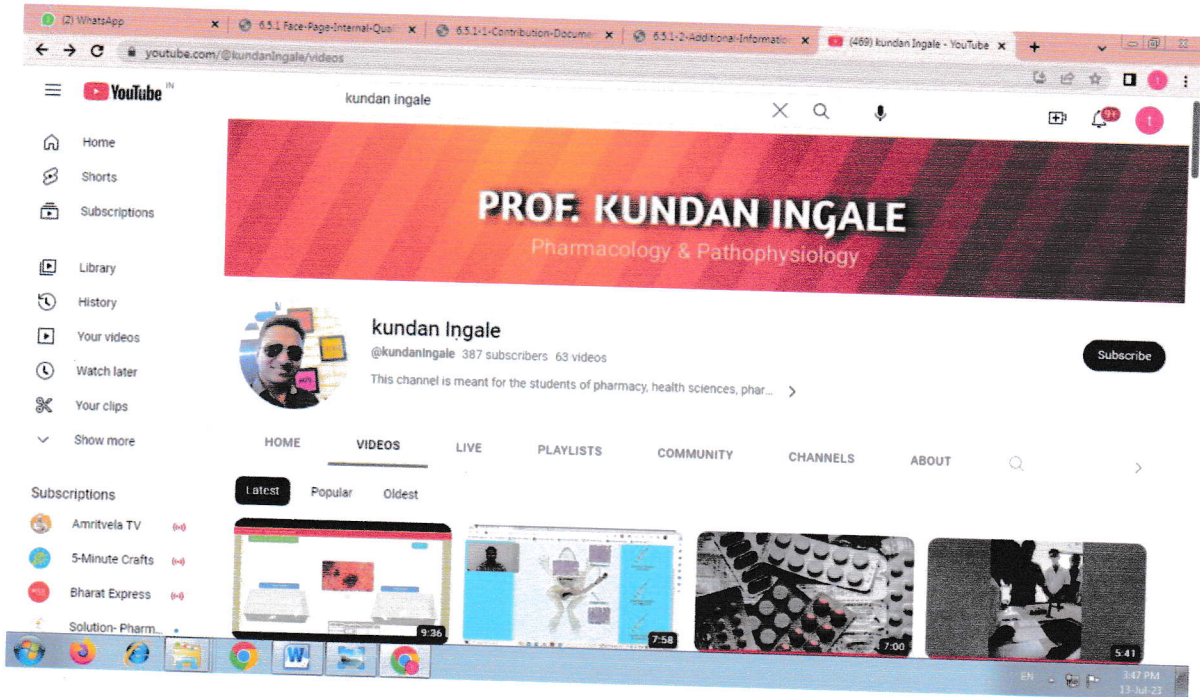 (2) WhatsApp
6.5.1 Face-Page-Internal-Qual
6.5.1-1-Contribution-Documen
6.5.1-2-Additional-Informatio
(469) kundan Ingale - YouTube
youtube.com/@kundaningale/videos
YouTube IN
kundan ingale
Home
Shorts
Subscriptions
Library
History
Your videos
Watch later
Your clips
Show more
Subscriptions
Amritvela TV
5-Minute Crafts
Bharat Express
Solution- Pharm...
PROF. KUNDAN INGALE
Pharmacology & Pathophysiology
kundan Ingale
@kundaningale 387 subscribers 63 videos
This channel is meant for the students of pharmacy, health sciences, phar...
Subscribe
HOME VIDEOS LIVE PLAYLISTS COMMUNITY CHANNELS ABOUT
Latest Popular Oldest
9:36
7:58
7:00
5:41
EN
3:47 PM
13-Jul-23